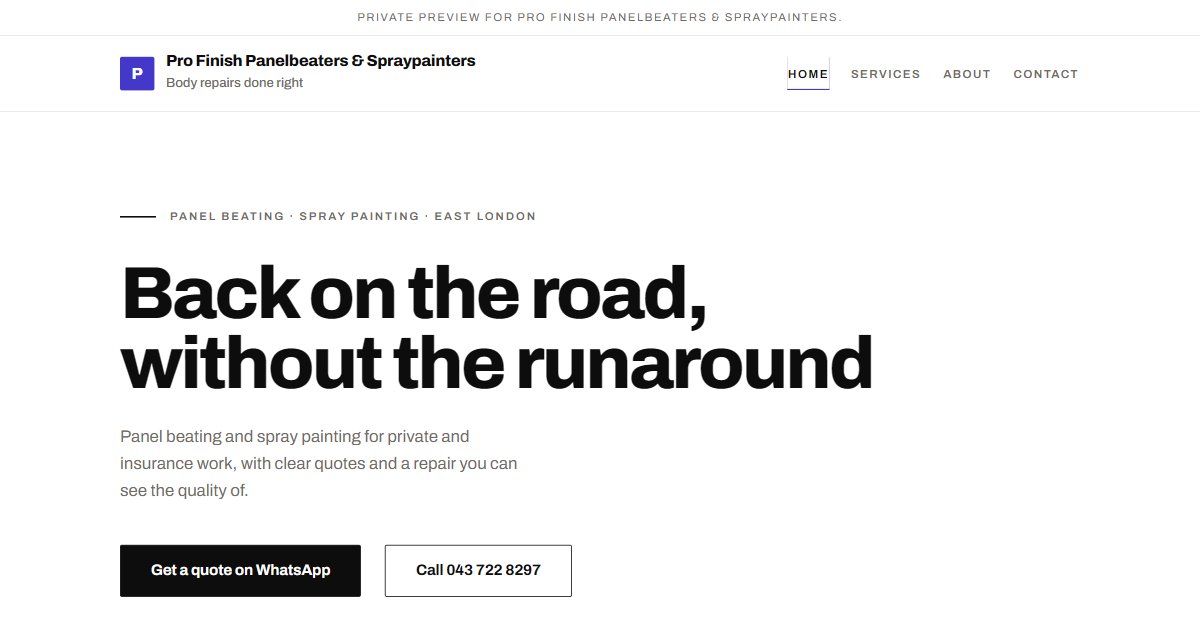 PRIVATE PREVIEW FOR PRO FINISH PANELBEATERS & SPRAYPAINTERS.
P
Pro Finish Panelbeaters & Spraypainters
Body repairs done right
HOME SERVICES ABOUT CONTACT
PANEL BEATING · SPRAY PAINTING · EAST LONDON
Back on the road,
without the runaround
Panel beating and spray painting for private and
insurance work, with clear quotes and a repair you can
see the quality of.
Get a quote on WhatsApp
Call 043 722 8297